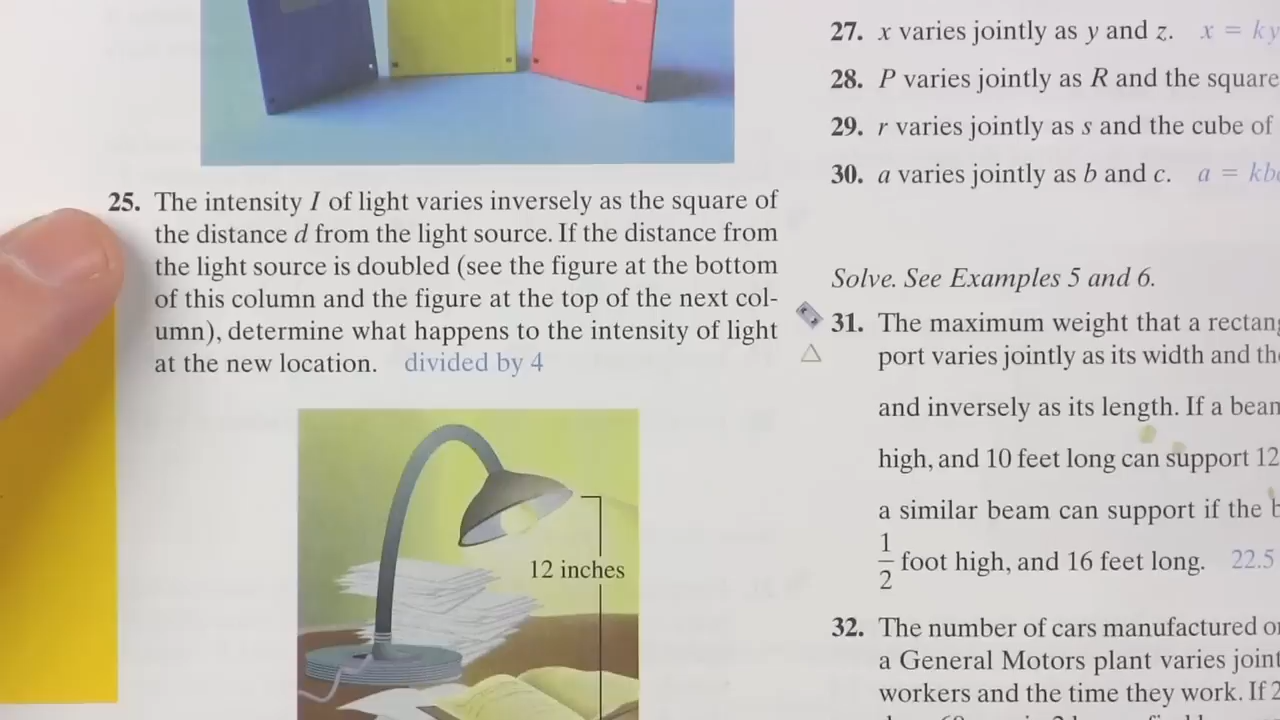 25. The intensity I of light varies inversely as the square of
the distance d from the light source. If the distance from
the light source is doubled (see the figure at the bottom
of this column and the figure at the top of the next col-
umn), determine what happens to the intensity of light
at the new location. divided by 4
12 inches
27. x varies jointly as y and z. x = ky
28. P varies jointly as R and the square
29. r varies jointly as s and the cube of
30. a varies jointly as b and c. a = kb
Solve. See Examples 5 and 6.
31. The maximum weight that a rectan
port varies jointly as its width and th
and inversely as its length. If a bean
high, and 10 feet long can support 12
a similar beam can support if the
1/2 foot high, and 16 feet long. 22.5
32. The number of cars manufactured
a General Motors plant varies joint
workers and the time they work. If 2